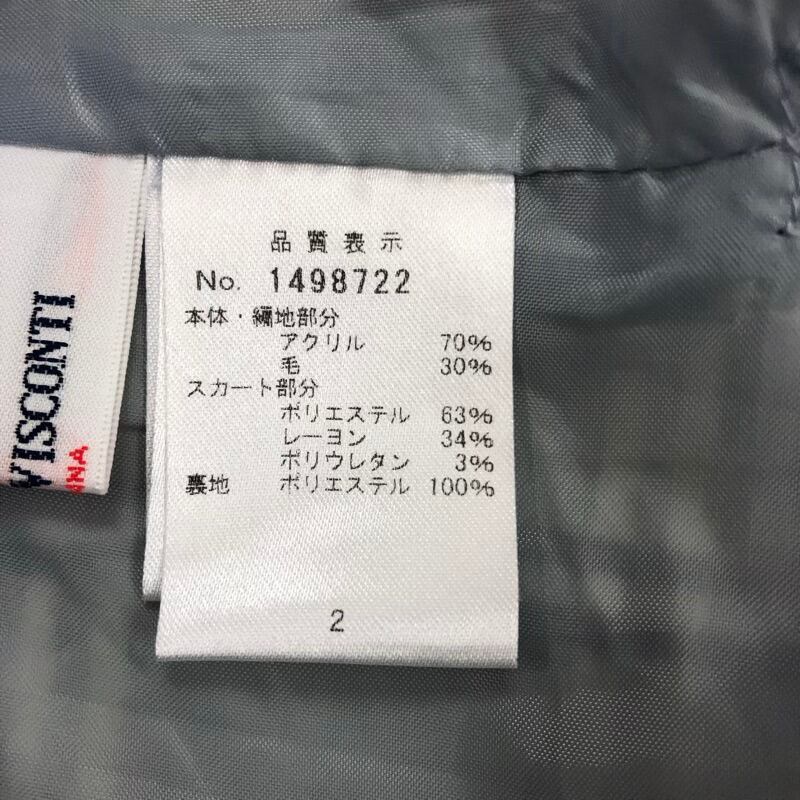 品質表示
No. 1498722
本体・編地部分
アクリル 70%
毛 30%
スカート部分
ポリエステル 63%
レーヨン 34%
ポリウレタン 3%
裏地 ポリエステル 100%
2
VISCONTI